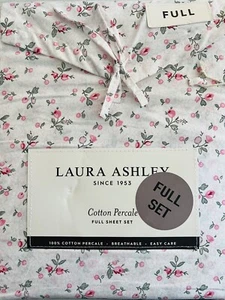 FULL
LAURA ASHLEY
SINCE 1953
Cotton Percale
FULL SHEET SET
FULL
SET
100% COTTON PERCALE • BREATHABLE • EASY CARE